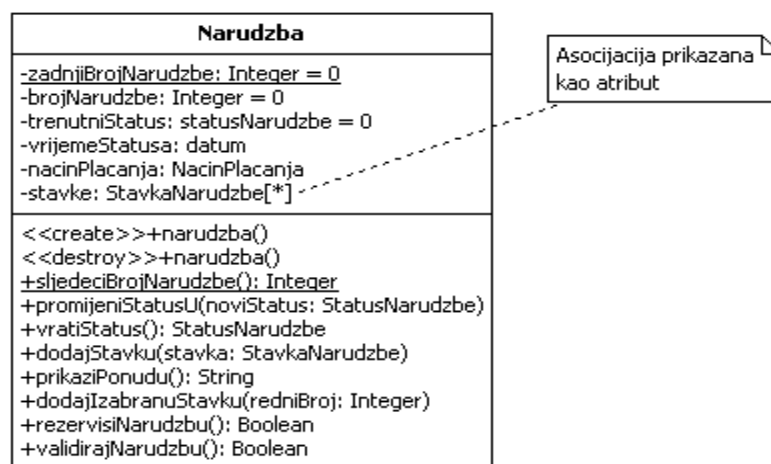 Narudzba
-zadnjiBrojNarudzbe: Integer = 0
-brojNarudzbe: Integer = 0
-trenutniStatus: statusNarudzbe = 0
-vrijemeStatusa: datum
-nacinPlacanja: NacinPlacanja
-stavke: StavkaNarudzbe[*]
<<create>>+narudzba()
<<destroy>>+narudzba()
+sljedeciBrojNarudzbe(): Integer
+promijeniStatusU(noviStatus: StatusNarudzbe)
+vratiStatus(): StatusNarudzbe
+dodajStavku(stavka: StavkaNarudzbe)
+prikaziPonudu(): String
+dodajIzabranuStavku(redniBroj: Integer)
+rezervisiNarudzbu(): Boolean
+validirajNarudzbu(): Boolean
Asocijacija prikazana
kao atribut